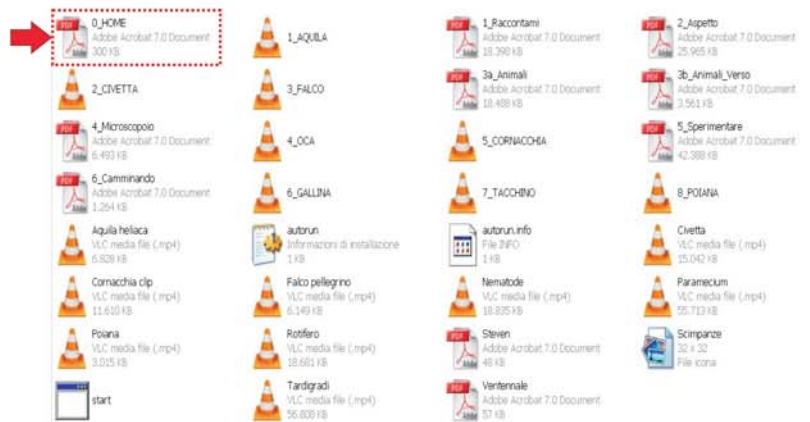 0_HOME
Adobe Acrobat 7.0 Document
300 KB
1_AQUILA
1_Raccontami
Adobe Acrobat 7.0 Document
18.390 KB
2_Aspetto
Adobe Acrobat 7.0 Document
25.965 KB
2_CIVETTA
3_FALCO
3a_Animali
Adobe Acrobat 7.0 Document
18.488 KB
3b_Animali_Verso
Adobe Acrobat 7.0 Document
3.561 KB
4_Microscopoio
Adobe Acrobat 7.0 Document
6.493 KB
4_OCA
5_CORNACCHIA
5_Sperimentare
Adobe Acrobat 7.0 Document
42.388 KB
6_Camminando
Adobe Acrobat 7.0 Document
1.264 KB
6_GALLINA
7_TACCHINO
8_POIANA
Aquila heliaca
VLC media file (.mp4)
6.828 KB
autorun
Informazioni di installazione
1 KB
autorun.info
File INFO
1 KB
Civetta
VLC media file (.mp4)
15.042 KB
Cornacchia clip
VLC media file (.mp4)
11.610 KB
Falco pellegrino
VLC media file (.mp4)
6.149 KB
Nematode
VLC media file (.mp4)
18.835 KB
Paramecium
VLC media file (.mp4)
55.713 KB
Poiana
VLC media file (.mp4)
3.015 KB
Rotifero
VLC media file (.mp4)
18.681 KB
Steven
Adobe Acrobat 7.0 Document
48 KB
Scimpanze
32 x 32
File icona
start
Tardigradi
VLC media file (.mp4)
56.808 KB
Ventennale
Adobe Acrobat 7.0 Document
57 KB